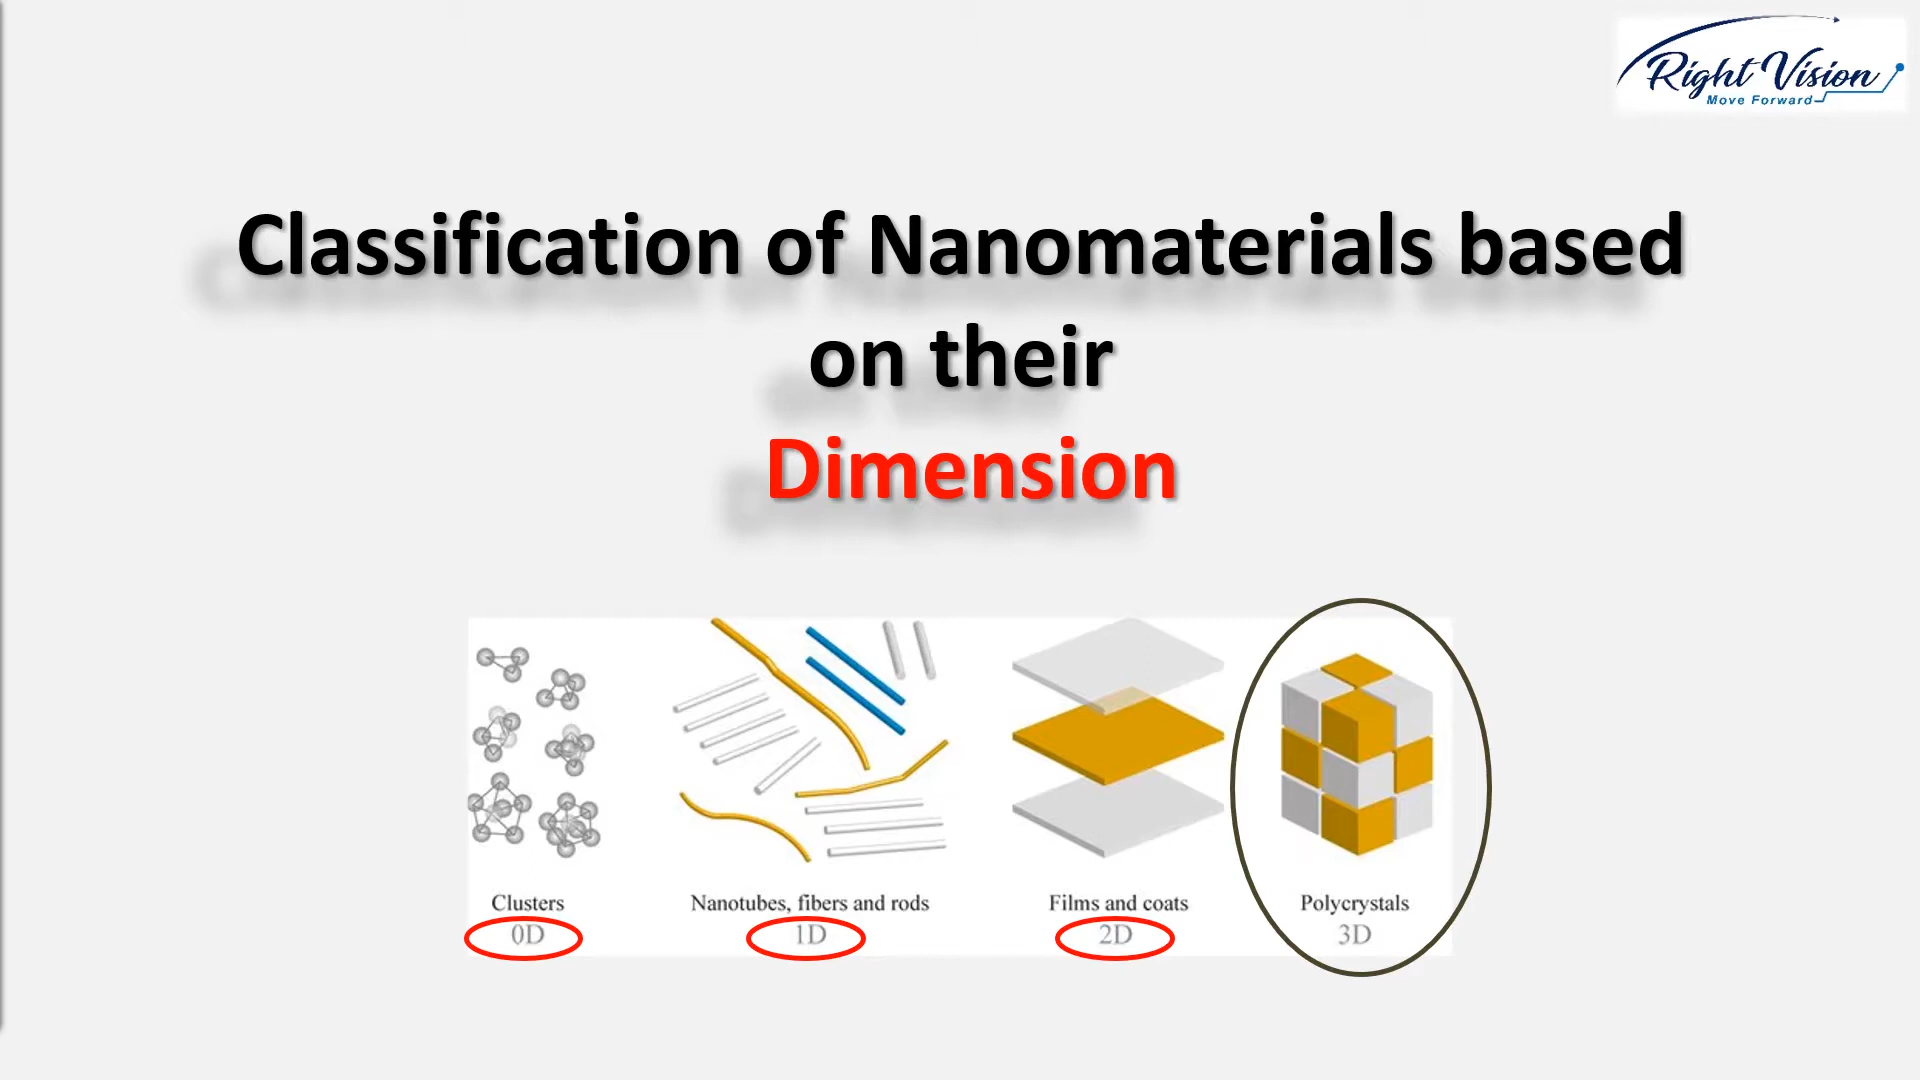 Right Vision
Move Forward
Classification of Nanomaterials based
on their
Dimension
Clusters
0D
Nanotubes, fibers and rods
1D
Films and coats
2D
Polycrystals
3D